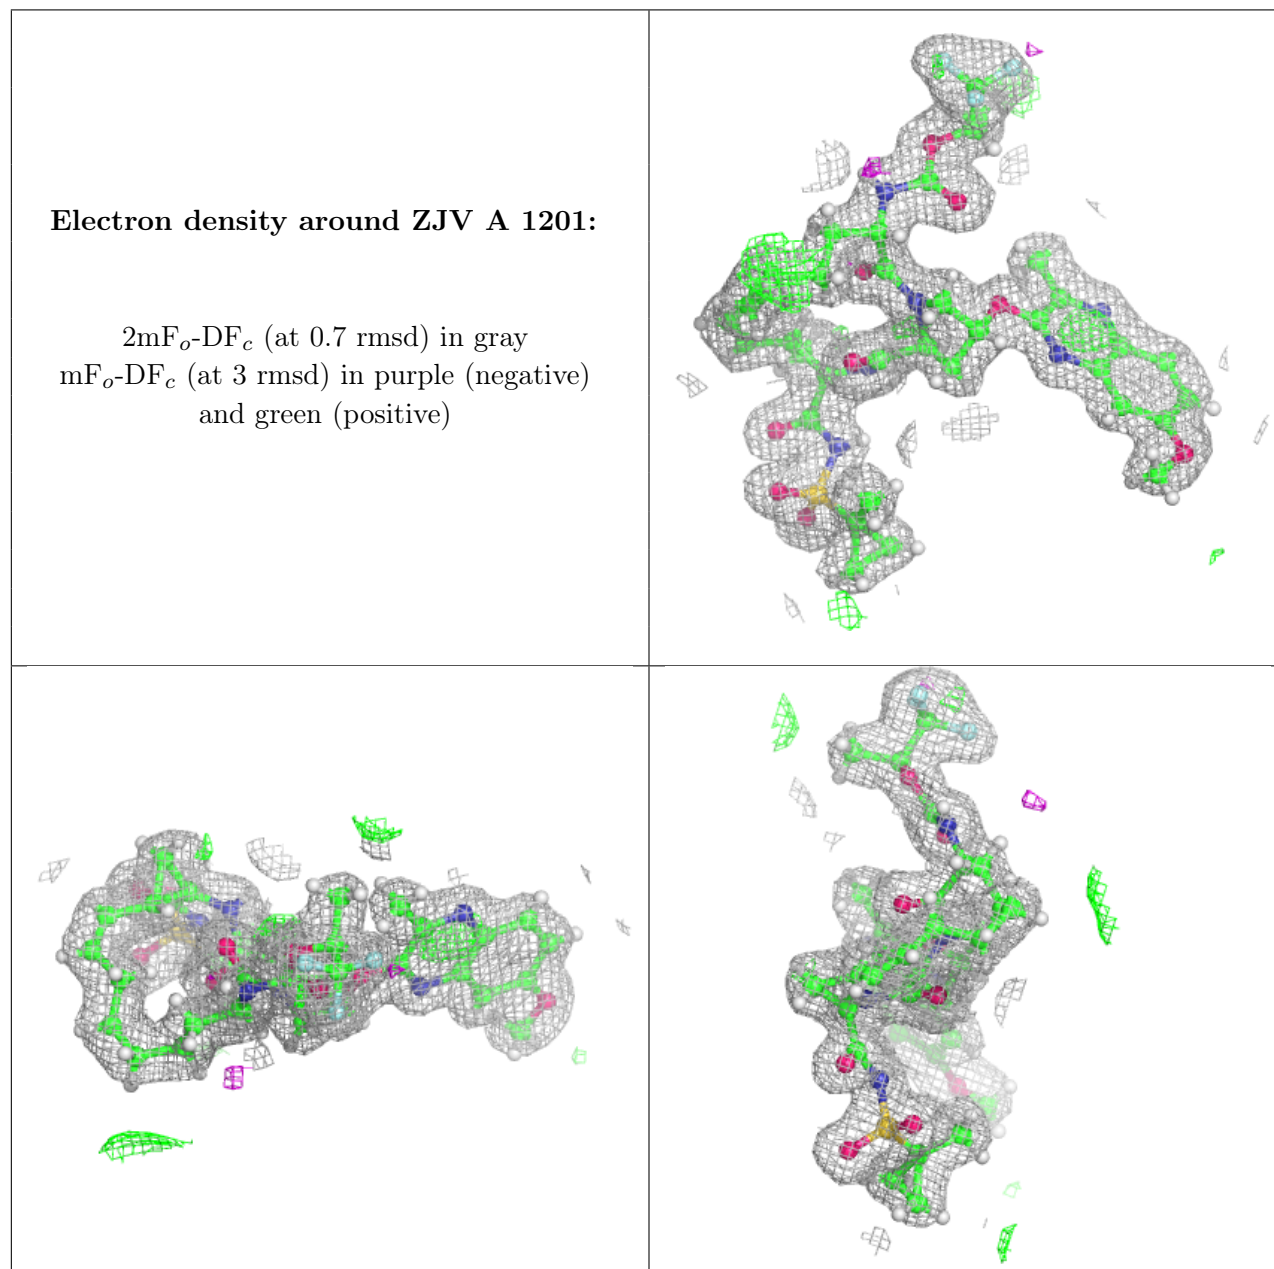 Electron density around ZJV A 1201:
2mFo-DFc (at 0.7 rmsd) in gray
mFo-DFc (at 3 rmsd) in purple (negative)
and green (positive)